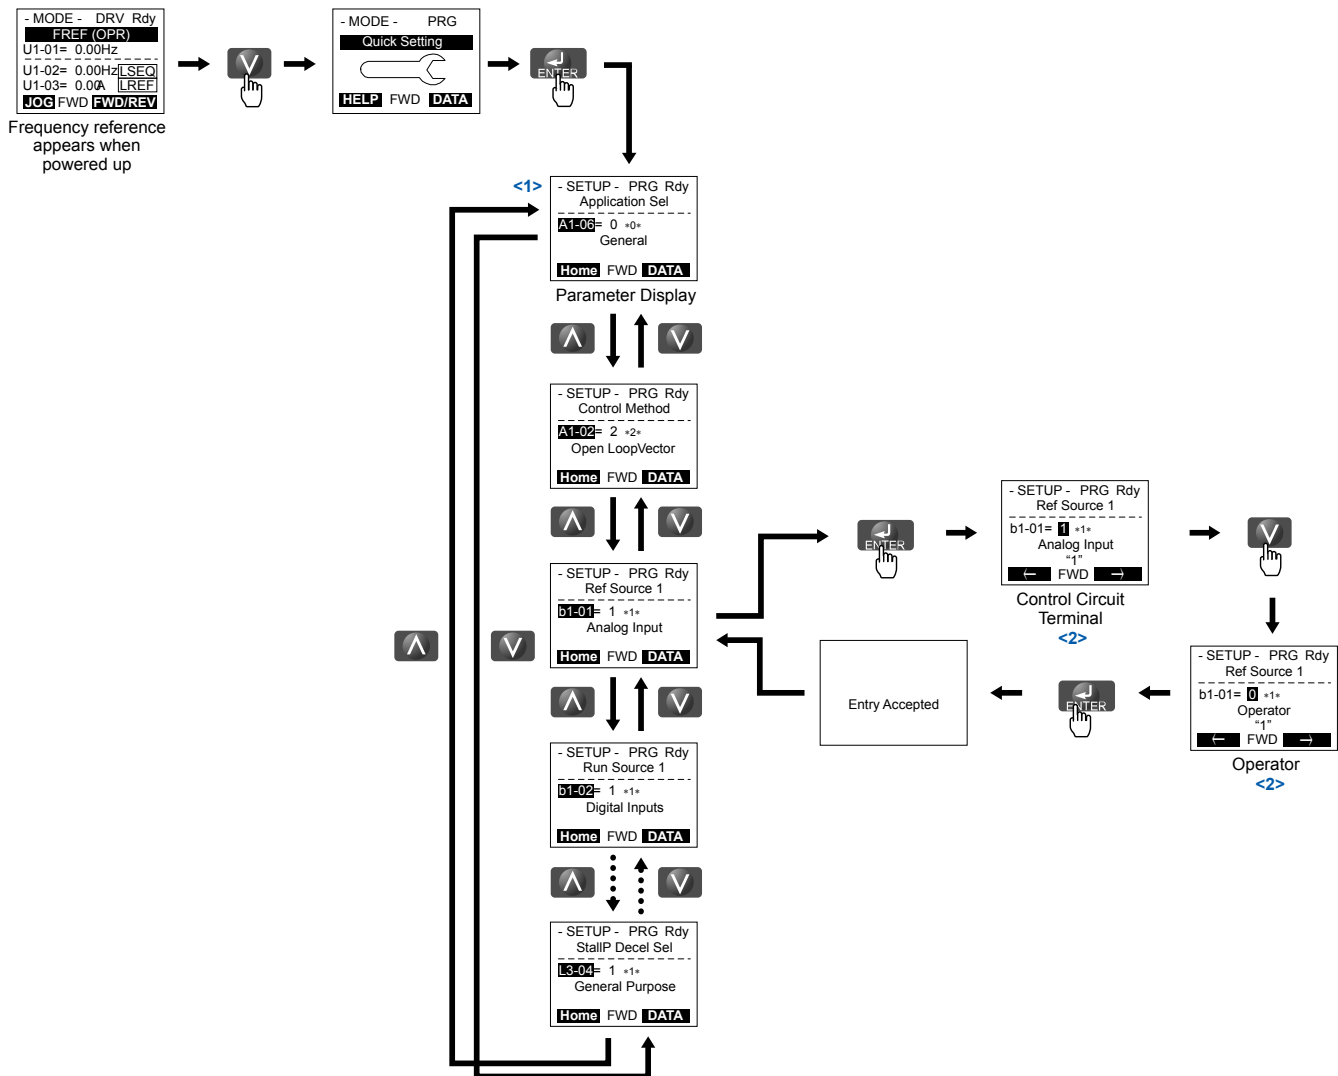 - MODE -   DRV  Rdy
FREF (OPR)
U1-01=  0.00Hz
U1-02=  0.00Hz LSEQ
U1-03=  0.00A  LREF
JOG FWD FWD/REV
Frequency reference
appears when
powered up
- MODE -   PRG
Quick Setting
HELP FWD DATA
ENTER
<1>
- SETUP -  PRG Rdy
Application Sel
A1-06=  0  *0*
General
Home FWD DATA
Parameter Display
- SETUP -  PRG Rdy
Control Method
A1-02=  2  *2*
Open LoopVector
Home FWD DATA
- SETUP -  PRG Rdy
Ref Source 1
b1-01=  1  *1*
Analog Input
Home FWD DATA
ENTER
- SETUP -  PRG Rdy
Ref Source 1
b1-01= 1  *1*
Analog Input
“1”
← FWD →
Control Circuit
Terminal
<2>
- SETUP -  PRG Rdy
Ref Source 1
b1-01= 0  *1*
Operator
“1”
← FWD →
Operator
<2>
ENTER
Entry Accepted
- SETUP -  PRG Rdy
Run Source 1
b1-02=  1  *1*
Digital Inputs
Home FWD DATA
- SETUP -  PRG Rdy
StallP Decel Sel
L3-04=  1  *1*
General Purpose
Home FWD DATA